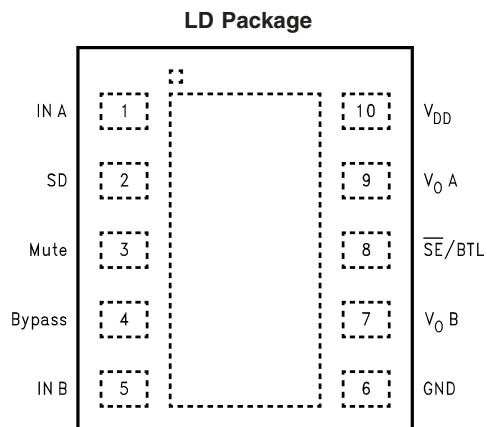 LD Package
IN A 1 10 V_DD
SD 2 9 V_O A
Mute 3 8 S̅E̅/BTL
Bypass 4 7 V_O B
IN B 5 6 GND